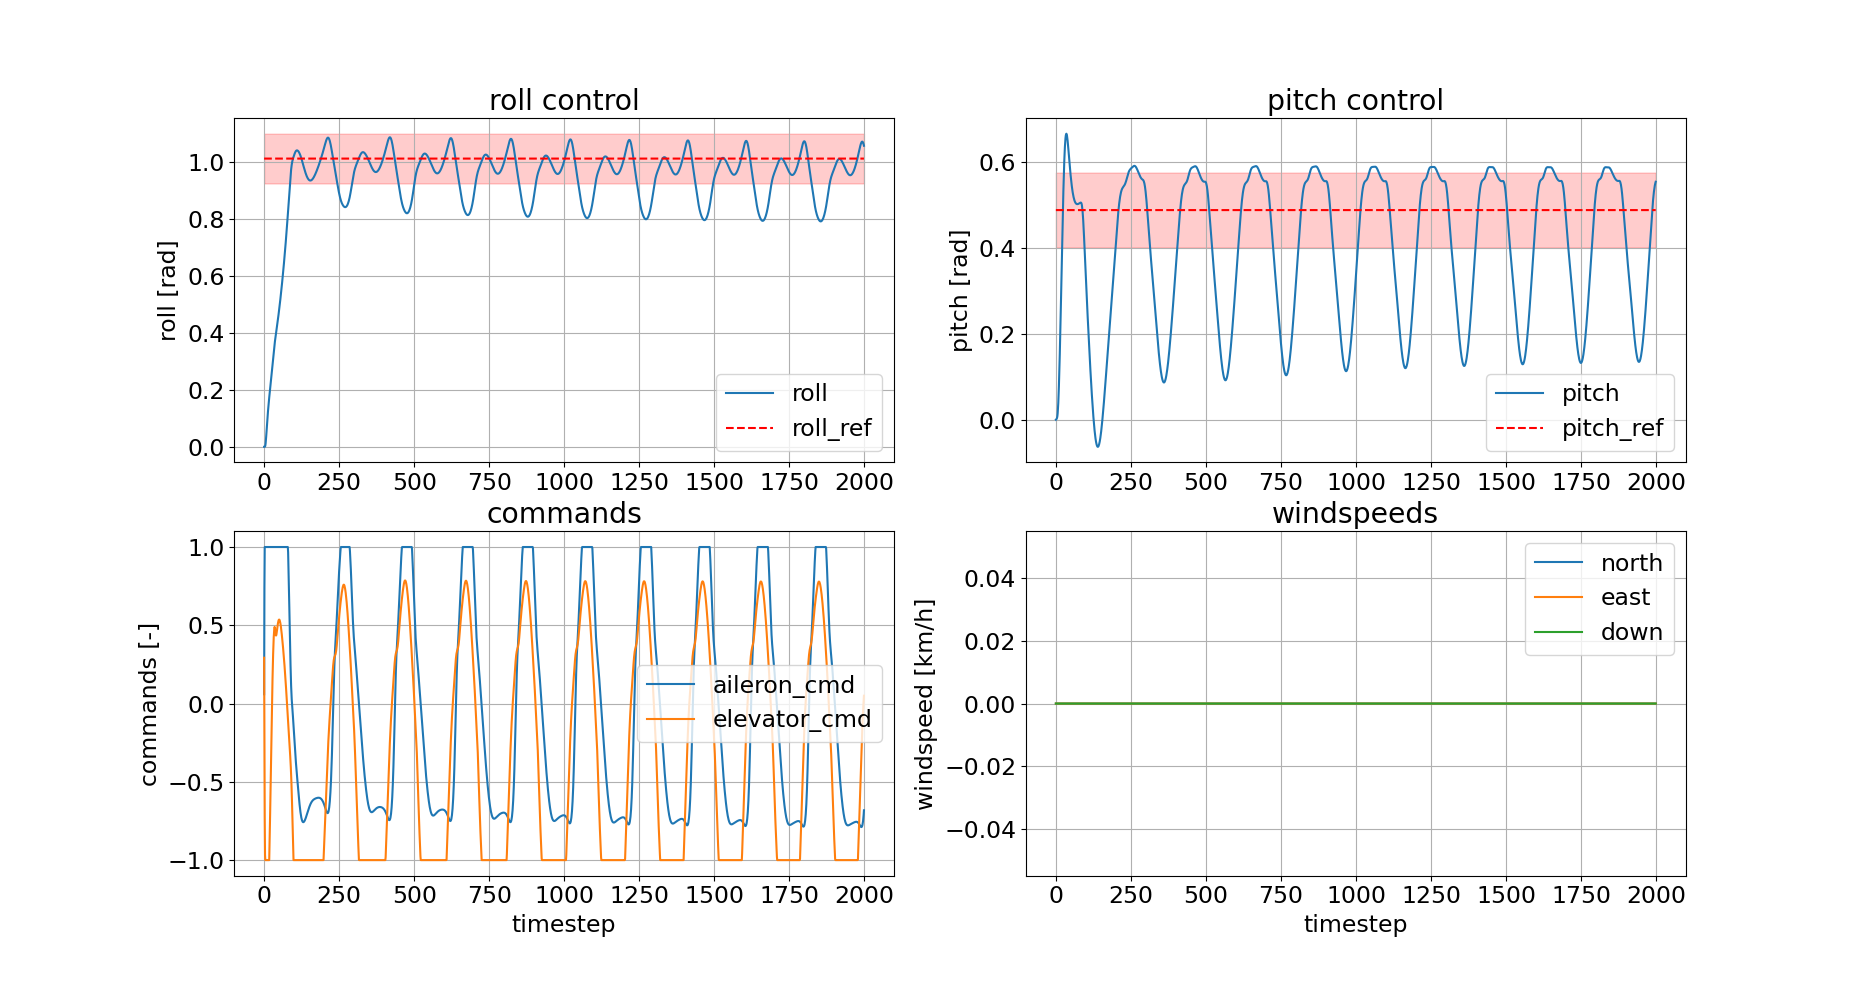 roll control
roll [rad]
1.0
0.8
0.6
0.4
0.2
0.0
roll
roll_ref
0 250 500 750 1000 1250 1500 1750 2000
pitch control
pitch [rad]
0.6
0.4
0.2
0.0
pitch
pitch_ref
0 250 500 750 1000 1250 1500 1750 2000
commands
commands [-]
1.0
0.5
0.0
−0.5
−1.0
aileron_cmd
elevator_cmd
0 250 500 750 1000 1250 1500 1750 2000
timestep
windspeeds
windspeed [km/h]
0.04
0.02
0.00
−0.02
−0.04
north
east
down
0 250 500 750 1000 1250 1500 1750 2000
timestep